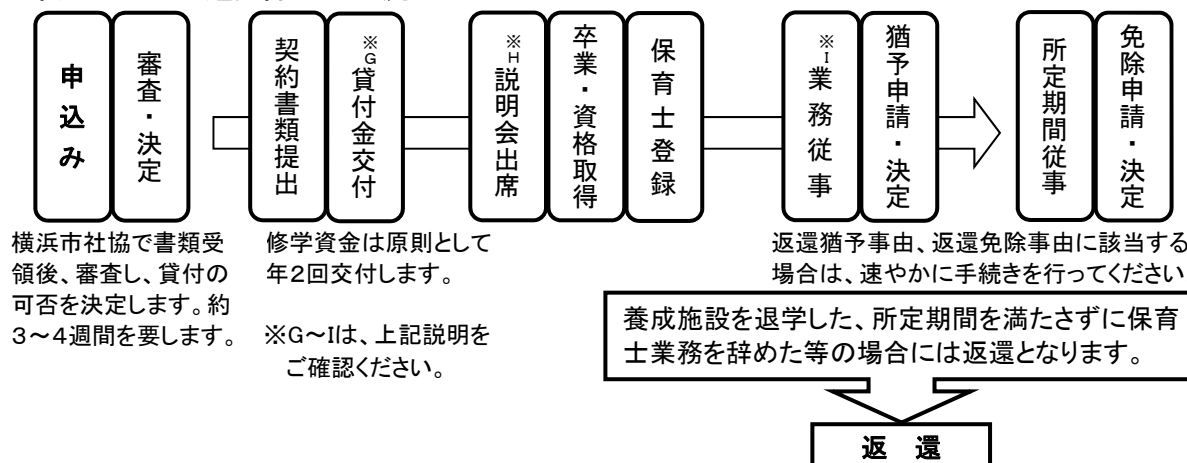 申込み
審査・決定
契約書類提出
※G貸付金交付
※H説明会出席
卒業・資格取得
保育士登録
※I業務従事
猶予申請・決定
所定期間従事
免除申請・決定
横浜市社協で書類受
領後、審査し、貸付の
可否を決定します。約
3～4週間を要します。
修学資金は原則として
年2回交付します。
※G～Iは、上記説明を
ご確認ください。
返還猶予事由、返還免除事由に該当する
場合は、速やかに手続きを行ってください
養成施設を退学した、所定期間を満たさずに保育
士業務を辞めた等の場合には返還となります。
返 還